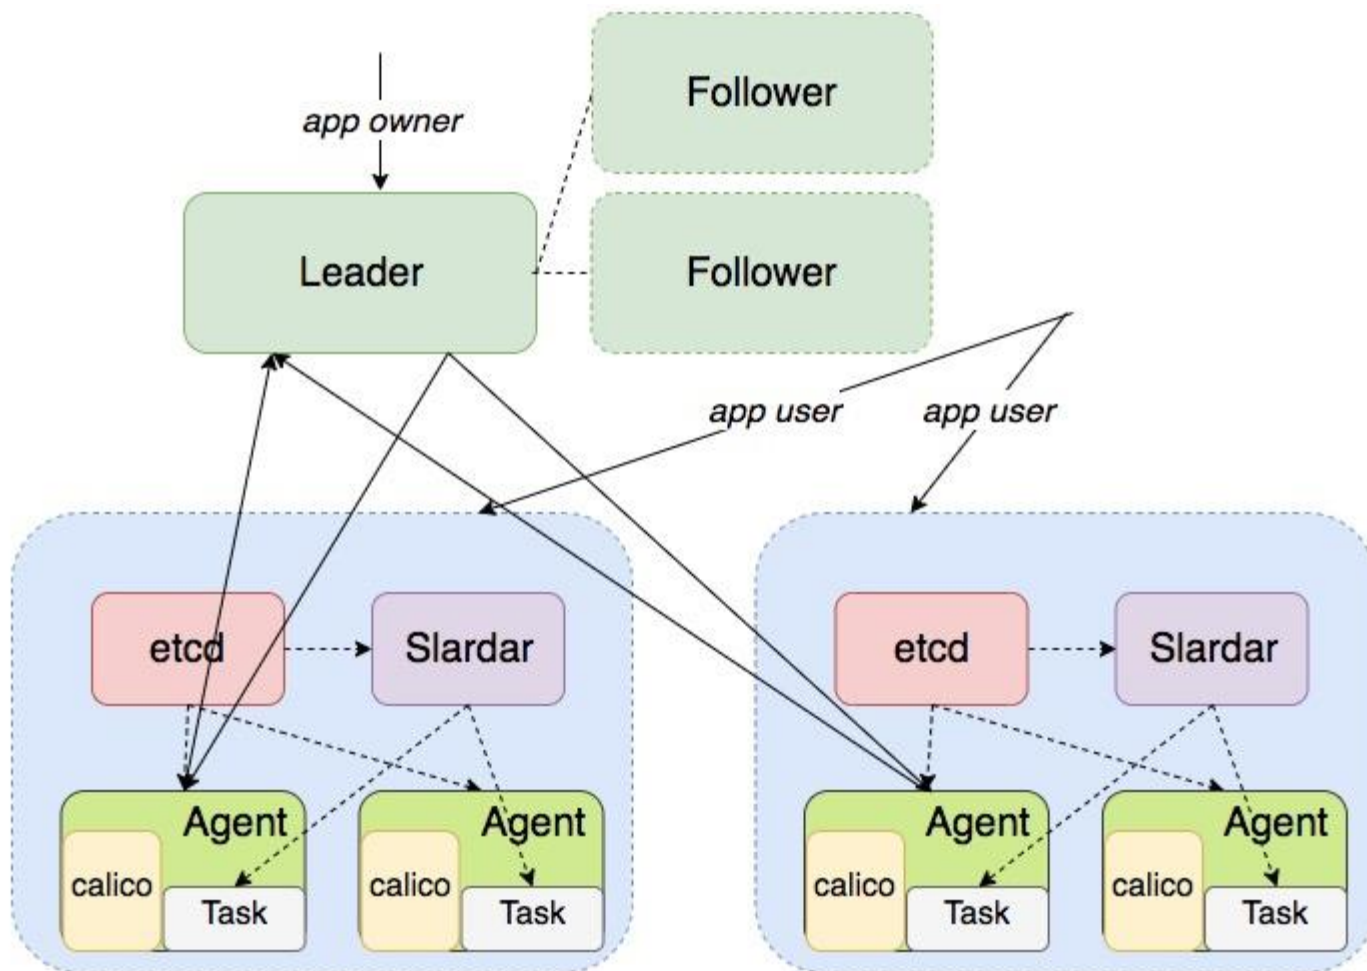 Follower
app owner
Leader
Follower
app user
app user
etcd
Slardar
etcd
Slardar
Agent
Agent
Agent
Agent
calico
Task
calico
Task
calico
Task
calico
Task